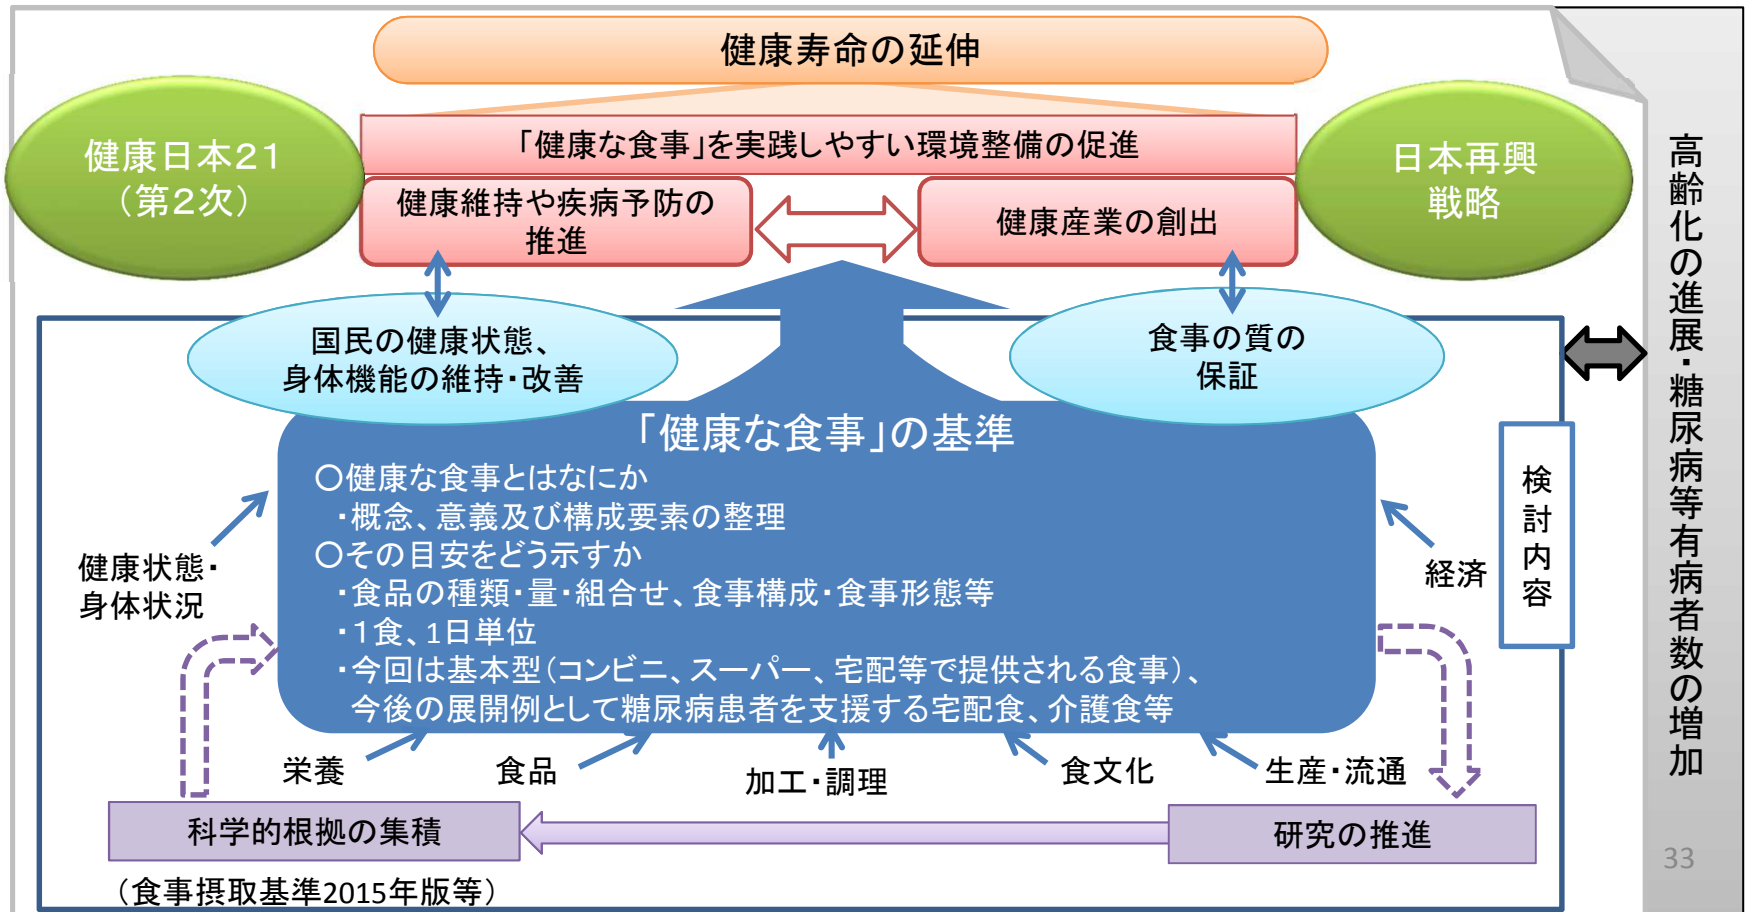 健康寿命の延伸
健康日本21
（第2次）
「健康な食事」を実践しやすい環境整備の促進
日本再興
戦略
健康維持や疾病予防の
推進
健康産業の創出
高齢化の進展・糖尿病等有病者数の増加
国民の健康状態、
身体機能の維持・改善
食事の質の
保証
「健康な食事」の基準
○健康な食事とはなにか
・概念、意義及び構成要素の整理
○その目安をどう示すか
・食品の種類・量・組合せ、食事構成・食事形態等
・1食、1日単位
・今回は基本型（コンビニ、スーパー、宅配等で提供される食事）、
今後の展開例として糖尿病患者を支援する宅配食、介護食等
検討内容
健康状態・
身体状況
経済
栄養
食品
加工・調理
食文化
生産・流通
科学的根拠の集積
研究の推進
（食事摂取基準2015年版等）
33